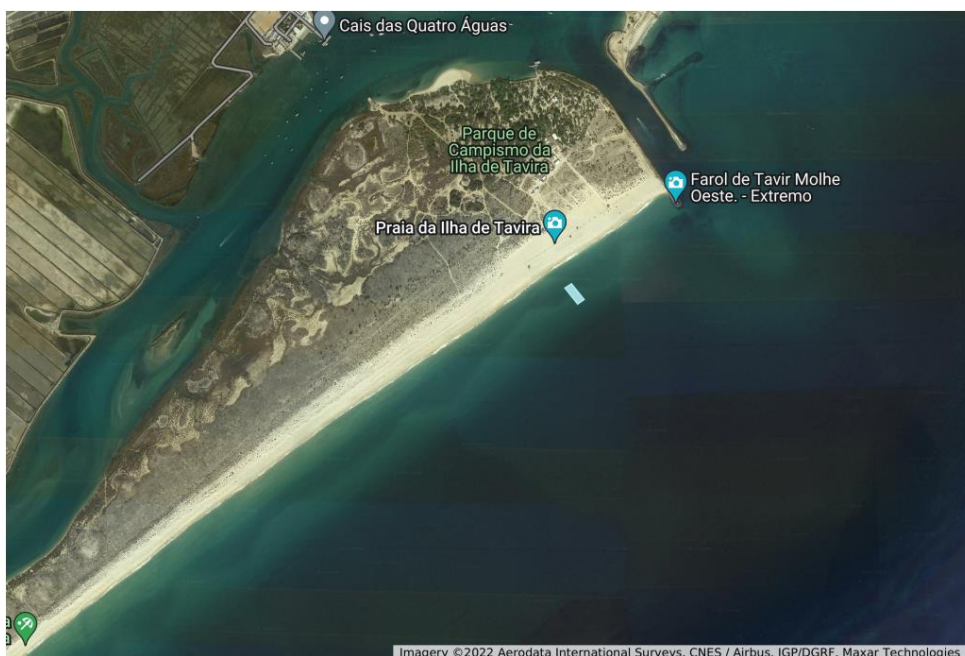 Cais das Quatro Águas
Parque de
Campismo da
Ilha de Tavira
Farol de Tavir Molhe
Oeste. - Extremo
Praia da Ilha de Tavira
a
a
Imagery ©2022 Aerodata International Surveys, CNES / Airbus, IGP/DGRF, Maxar Technologies